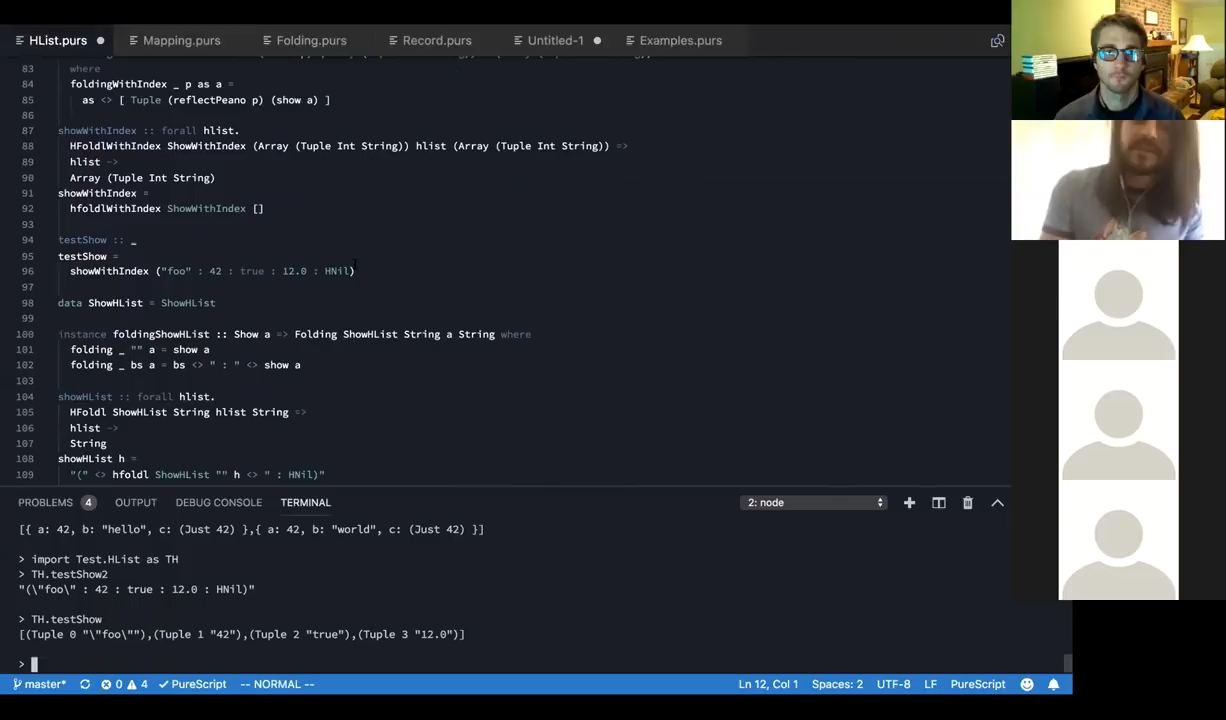 HList.purs
Mapping.purs
Folding.purs
Record.purs
Untitled-1
Examples.purs
83 where
84 foldingWithIndex _ p as a =
85 as <> [ Tuple (reflectPeano p) (show a) ]
86
87 showWithIndex :: forall hlist.
88 HFoldlWithIndex ShowWithIndex (Array (Tuple Int String)) hlist (Array (Tuple Int String)) =>
89 hlist ->
90 Array (Tuple Int String)
91 showWithIndex =
92 hfoldlWithIndex ShowWithIndex []
93
94 testShow :: _
95 testShow =
96 showWithIndex ("foo" : 42 : true : 12.0 : HNil)
97
98 data ShowHList = ShowHList
99
100 instance foldingShowHList :: Show a => Folding ShowHList String a String where
101 folding _ "" a = show a
102 folding _ bs a = bs <> " : " <> show a
103
104 showHList :: forall hlist.
105 HFoldl ShowHList String hlist String =>
106 hlist ->
107 String
108 showHList h =
109 "(" <> hfoldl ShowHList "" h <> " : HNil)"
PROBLEMS 4 OUTPUT DEBUG CONSOLE TERMINAL 2: node
[{ a: 42, b: "hello", c: (Just 42) },{ a: 42, b: "world", c: (Just 42) }]
> import Test.HList as TH
> TH.testShow2
"(\"foo\" : 42 : true : 12.0 : HNil)"
> TH.testShow
[(Tuple 0 "\"foo\""),(Tuple 1 "42"),(Tuple 2 "true"),(Tuple 3 "12.0")]
>
master* 0 4 PureScript -- NORMAL -- Ln 12, Col 1 Spaces: 2 UTF-8 LF PureScript